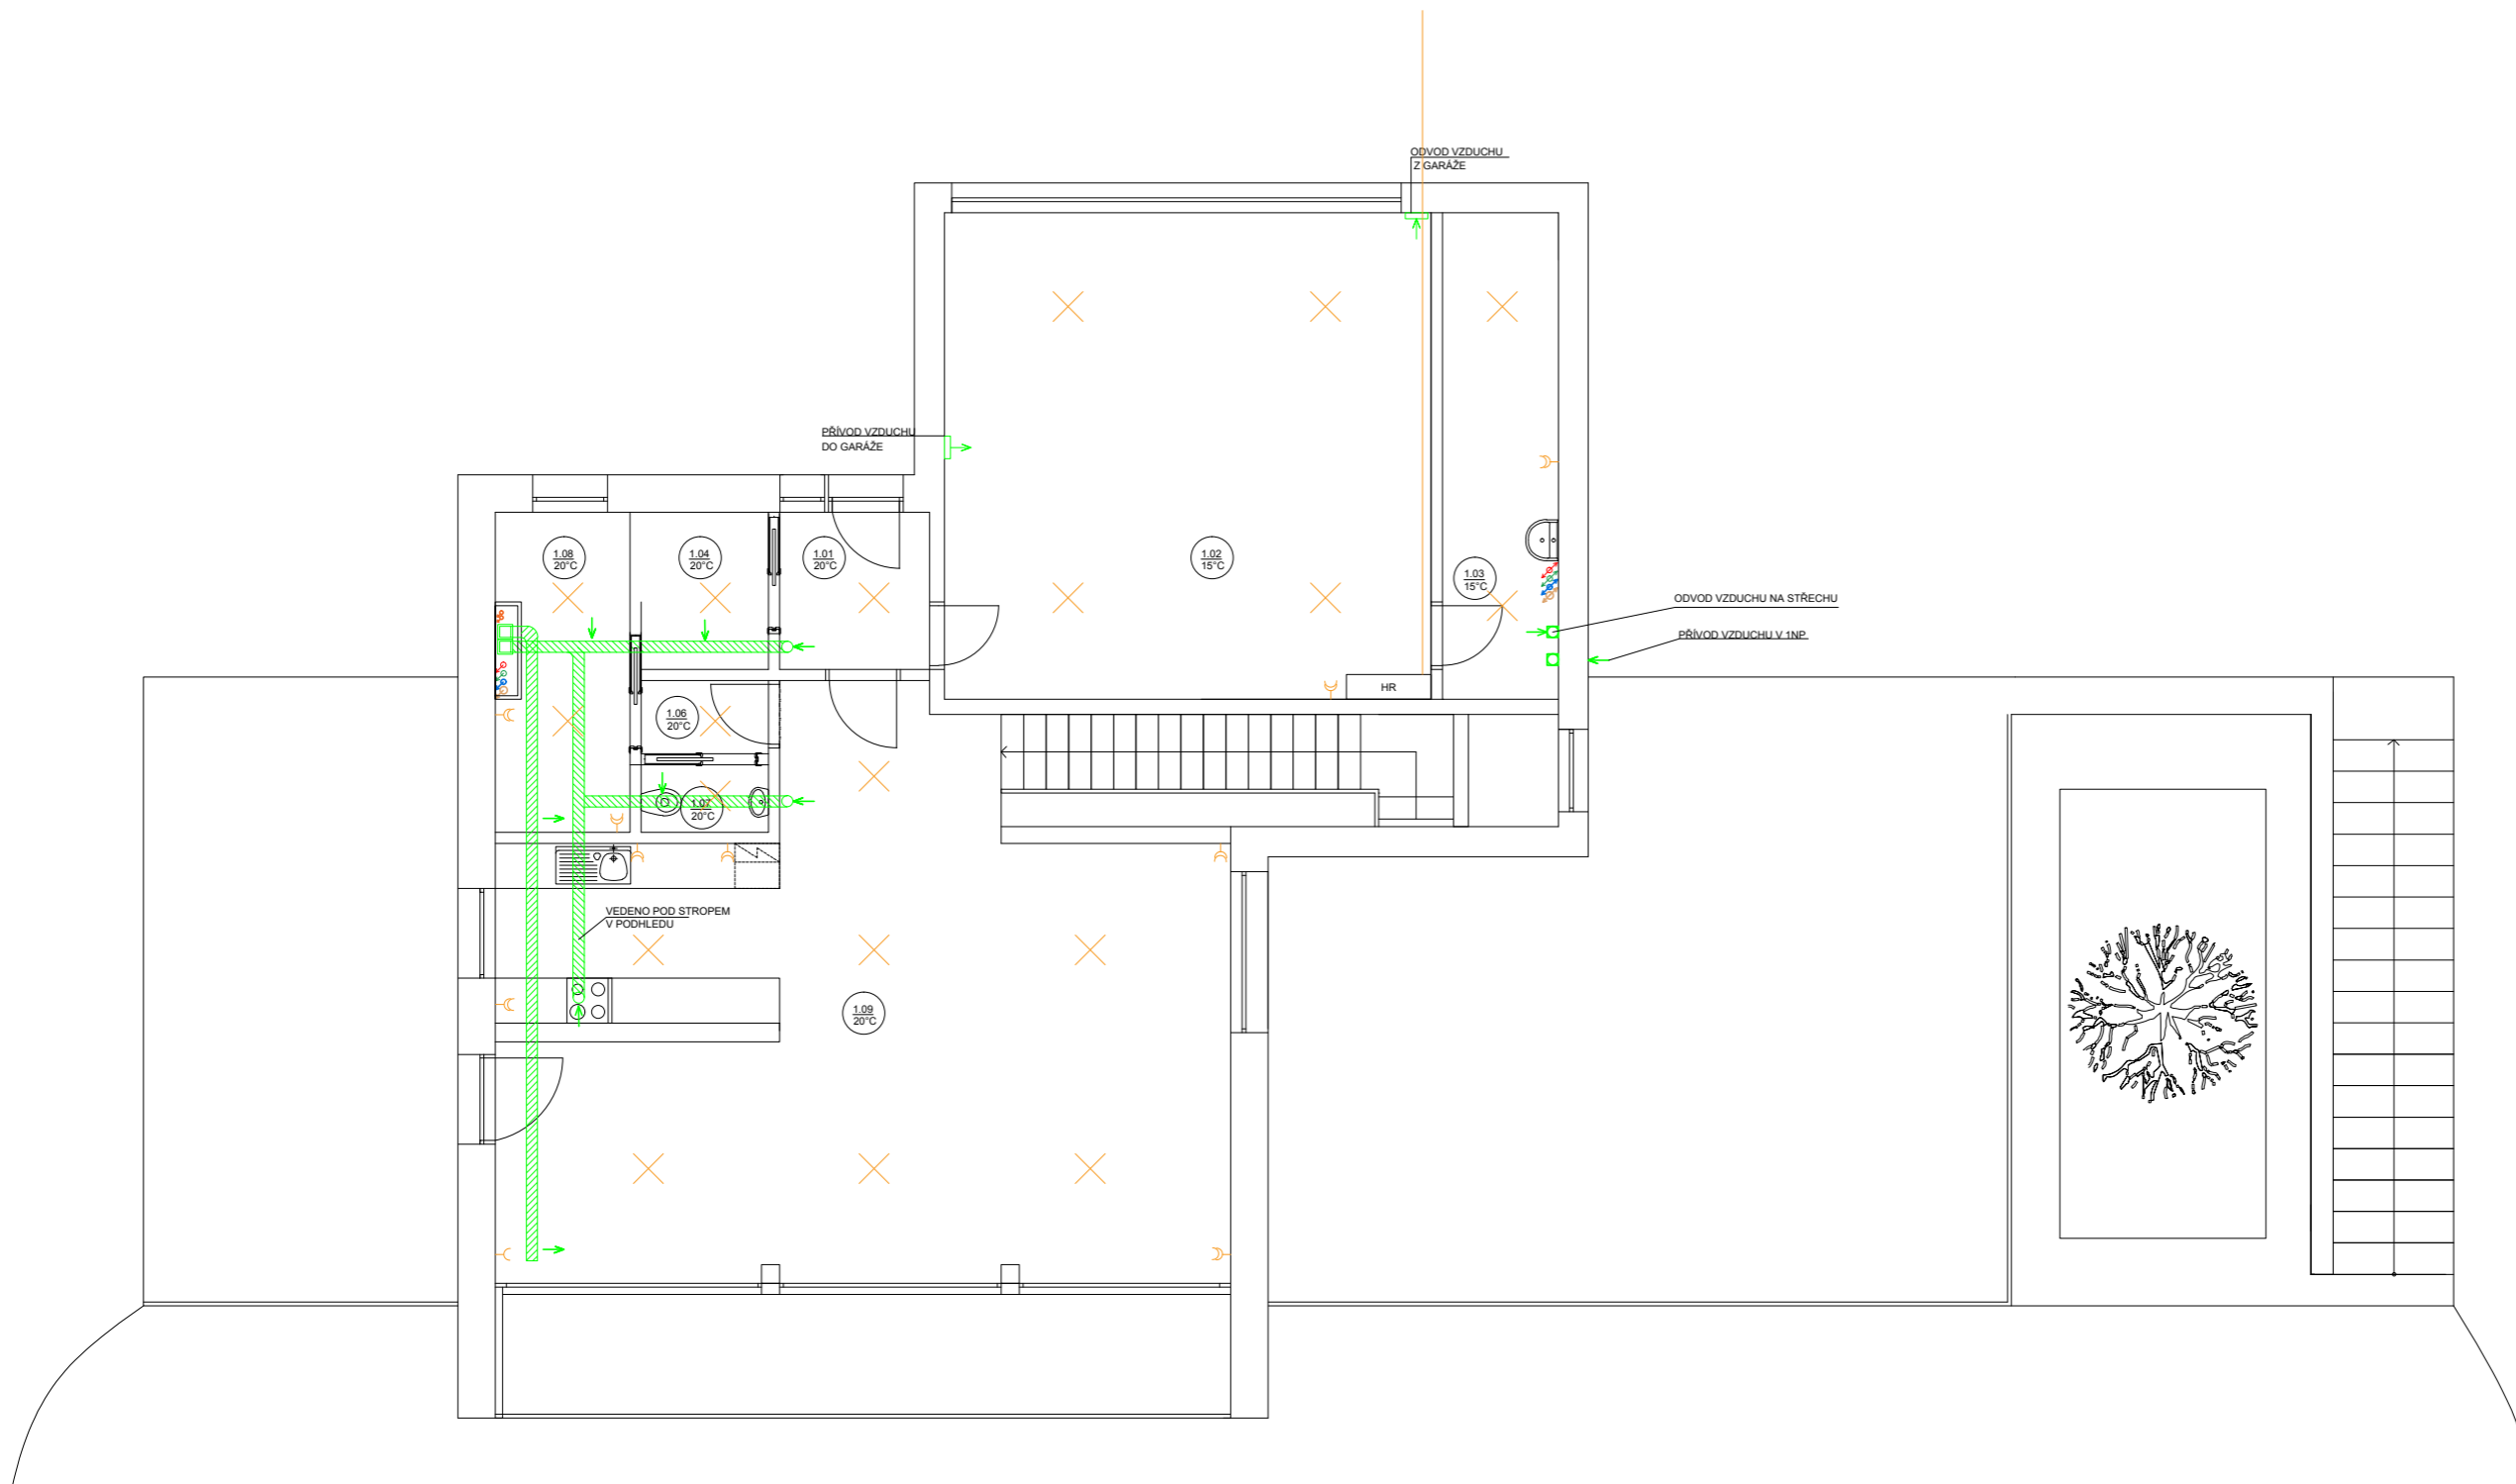 ODVOD VZDUCHU
Z GARÁŽE
PŘÍVOD VZDUCHU
DO GARÁŽE
1.08
20°C
1.04
20°C
1.01
20°C
1.02
15°C
1.03
15°C
ODVOD VZDUCHU NA STŘECHU
PŘÍVOD VZDUCHU V 1NP
HR
1.06
20°C
1.07
20°C
VEDENO POD STROPEM
V PODHLEDU
1.09
20°C